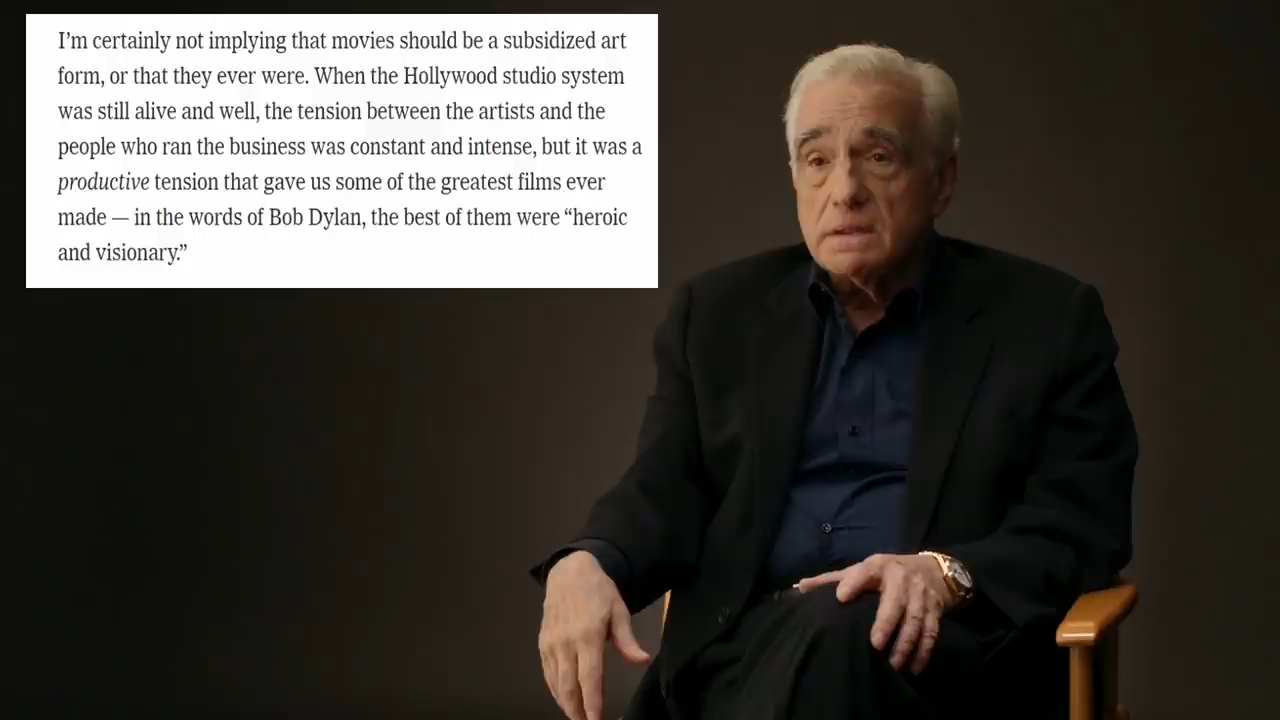 I’m certainly not implying that movies should be a subsidized art
form, or that they ever were. When the Hollywood studio system
was still alive and well, the tension between the artists and the
people who ran the business was constant and intense, but it was a
productive tension that gave us some of the greatest films ever
made — in the words of Bob Dylan, the best of them were “heroic
and visionary.”